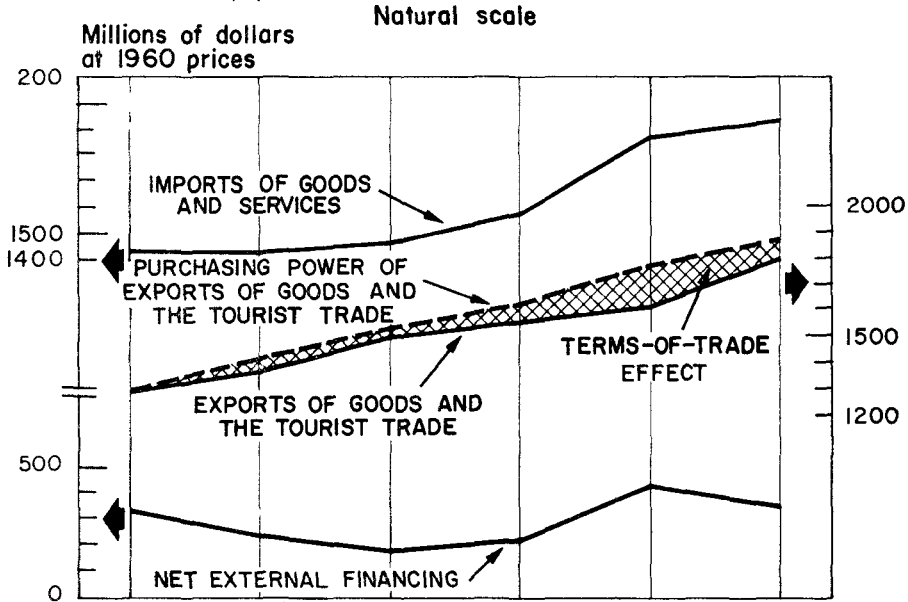 Natural scale
Millions of dollars
at 1960 prices
200
IMPORTS OF GOODS
AND SERVICES
2000
1500
1400
PURCHASING POWER OF
EXPORTS OF GOODS AND
THE TOURIST TRADE
1500
TERMS-OF-TRADE
EFFECT
EXPORTS OF GOODS AND
THE TOURIST TRADE
1200
500
NET EXTERNAL FINANCING
0